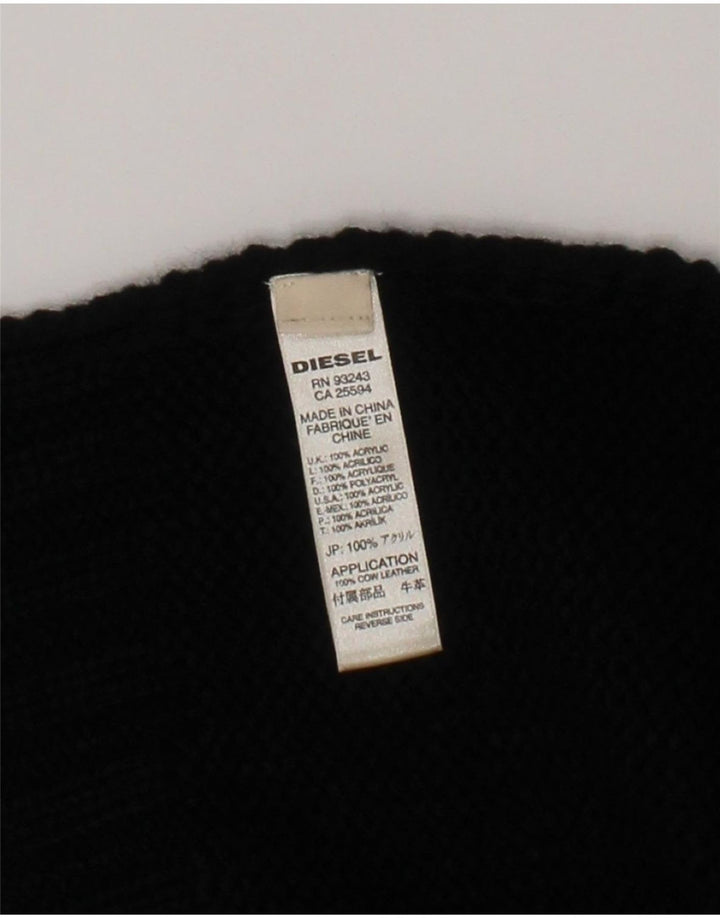 DIESEL
RN 93243
CA 25594
MADE IN CHINA
FABRIQUE' EN
CHINE
U.K.: 100% ACRYLIC
I.: 100% ACRILICO
F.: 100% ACRYLIQUE
D.: 100% POLYACRYL
U.S.A.: 100% ACRYLIC
E-MEX.: 100% ACRILICO
P.: 100% ACRILICA
T.: 100% AKRİLİK
JP: 100% アクリル
APPLICATION
100% COW LEATHER
付属部品 牛革
CARE INSTRUCTIONS
REVERSE SIDE